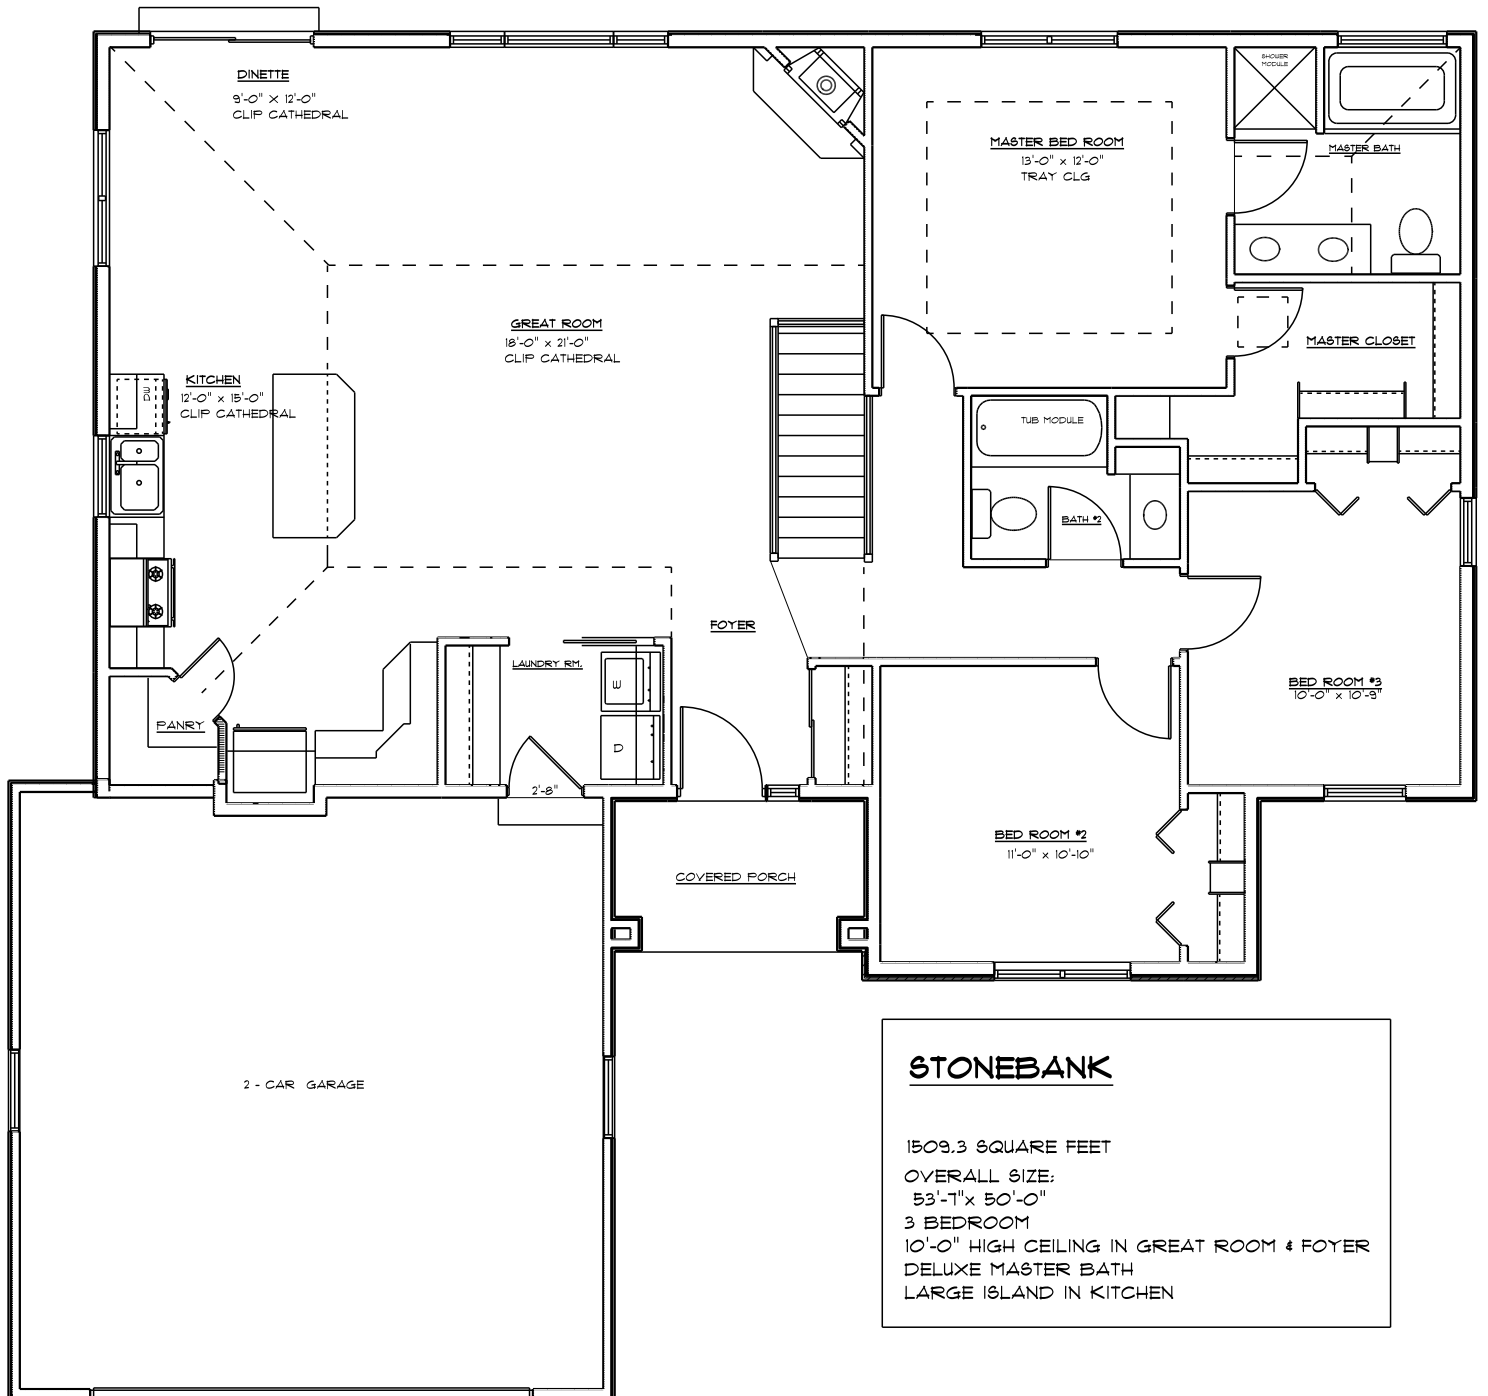 DINETTE
9'-0" X 12'-0"
CLIP CATHEDRAL
SHOWER
MODULE
MASTER BED ROOM
13'-0" x 12'-0"
TRAY CLG
MASTER BATH
GREAT ROOM
18'-0" x 21'-0"
CLIP CATHEDRAL
MASTER CLOSET
KITCHEN
12'-0" x 15'-0"
CLIP CATHEDRAL
DW
TUB MODULE
BATH #2
FOYER
LAUNDRY RM.
W
D
PANRY
2'-8"
BED ROOM #3
10'-0" x 10'-9"
BED ROOM #2
11'-0" x 10'-10"
COVERED PORCH
2 - CAR GARAGE
STONEBANK
1509.3 SQUARE FEET
OVERALL SIZE:
53'-7"x 50'-0"
3 BEDROOM
10'-0" HIGH CEILING IN GREAT ROOM & FOYER
DELUXE MASTER BATH
LARGE ISLAND IN KITCHEN